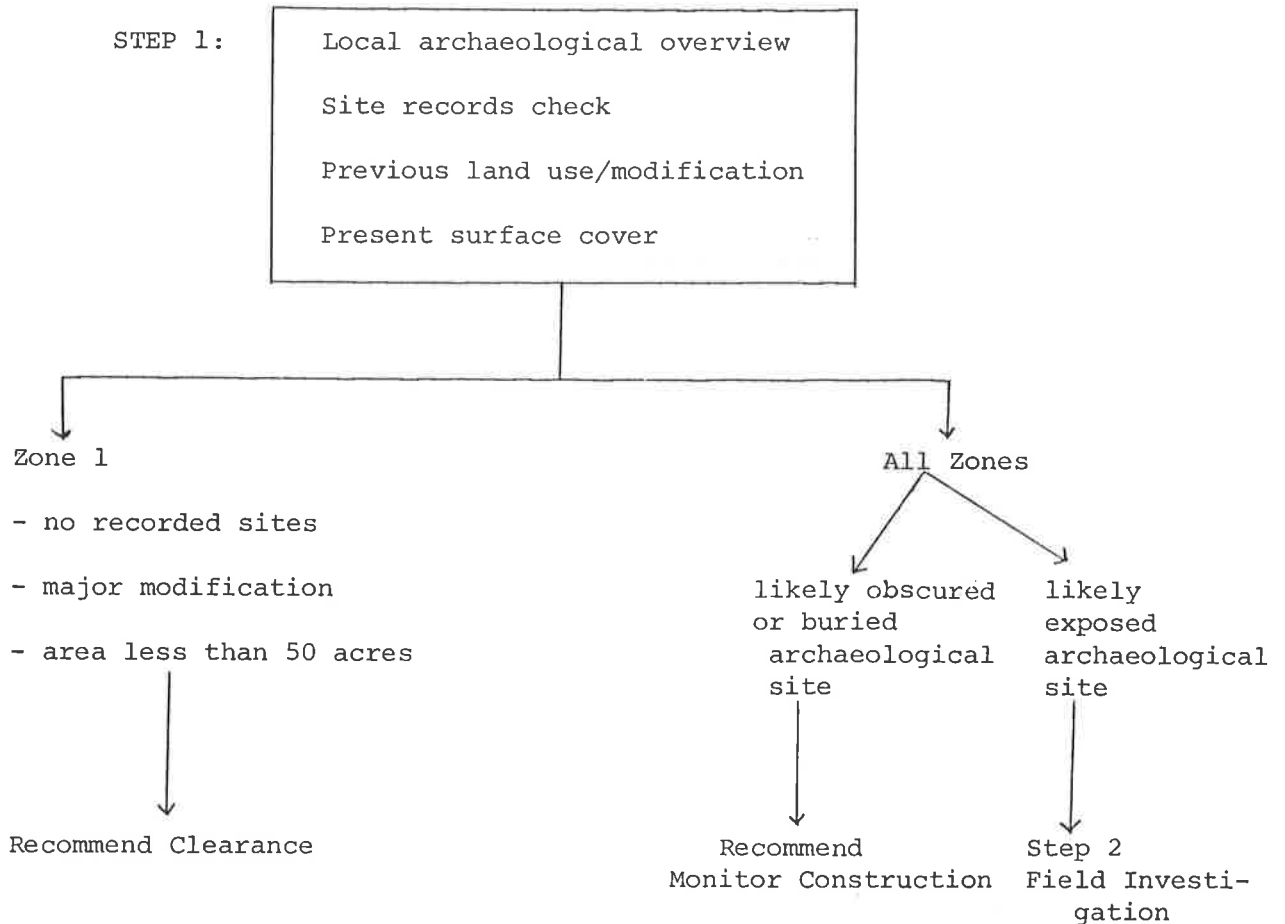 STEP 1:
Local archaeological overview
Site records check
Previous land use/modification
Present surface cover
Zone 1
- no recorded sites
- major modification
- area less than 50 acres
Recommend Clearance
All Zones
likely obscured
or buried
archaeological
site
Recommend
Monitor Construction
likely
exposed
archaeological
site
Step 2
Field Investi-
gation